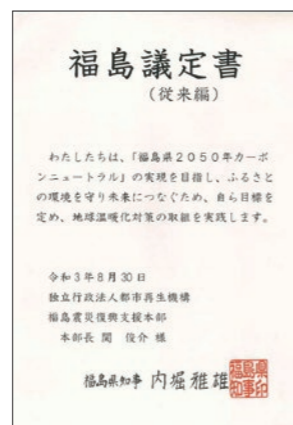 福島議定書
（従来編）
わたしたちは、「福島県２０５０年カーボ
ンニュートラル」の実現を目指し、ふるさと
の環境を守り未来につなぐため、自ら目標を
定め、地球温暖化対策の取組を実践します。
令和３年８月３０日
独立行政法人都市再生機構
福島震災復興支援本部
本部長 関　俊介 様
福島県知事 内堀雅雄
福島県知事印